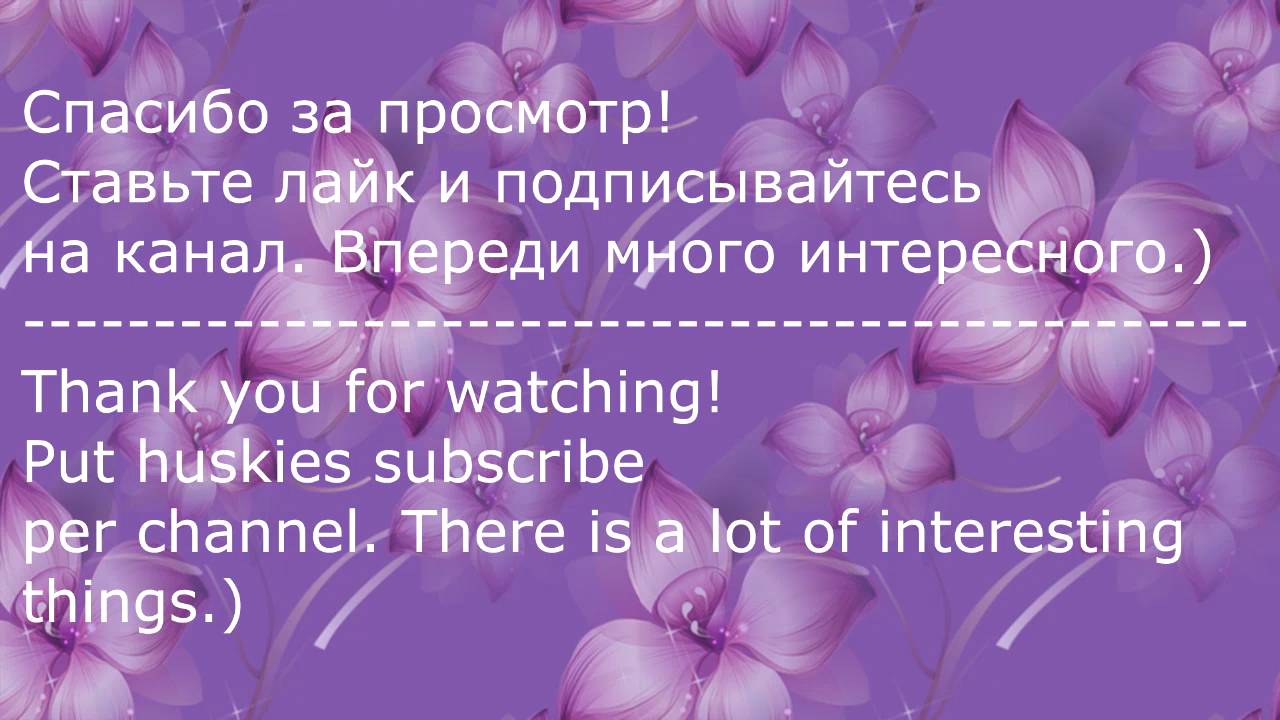 Спасибо за просмотр!
Ставьте лайк и подписывайтесь
на канал. Впереди много интересного.)
-----------------------------------------------
Thank you for watching!
Put huskies subscribe
per channel. There is a lot of interesting
things.)